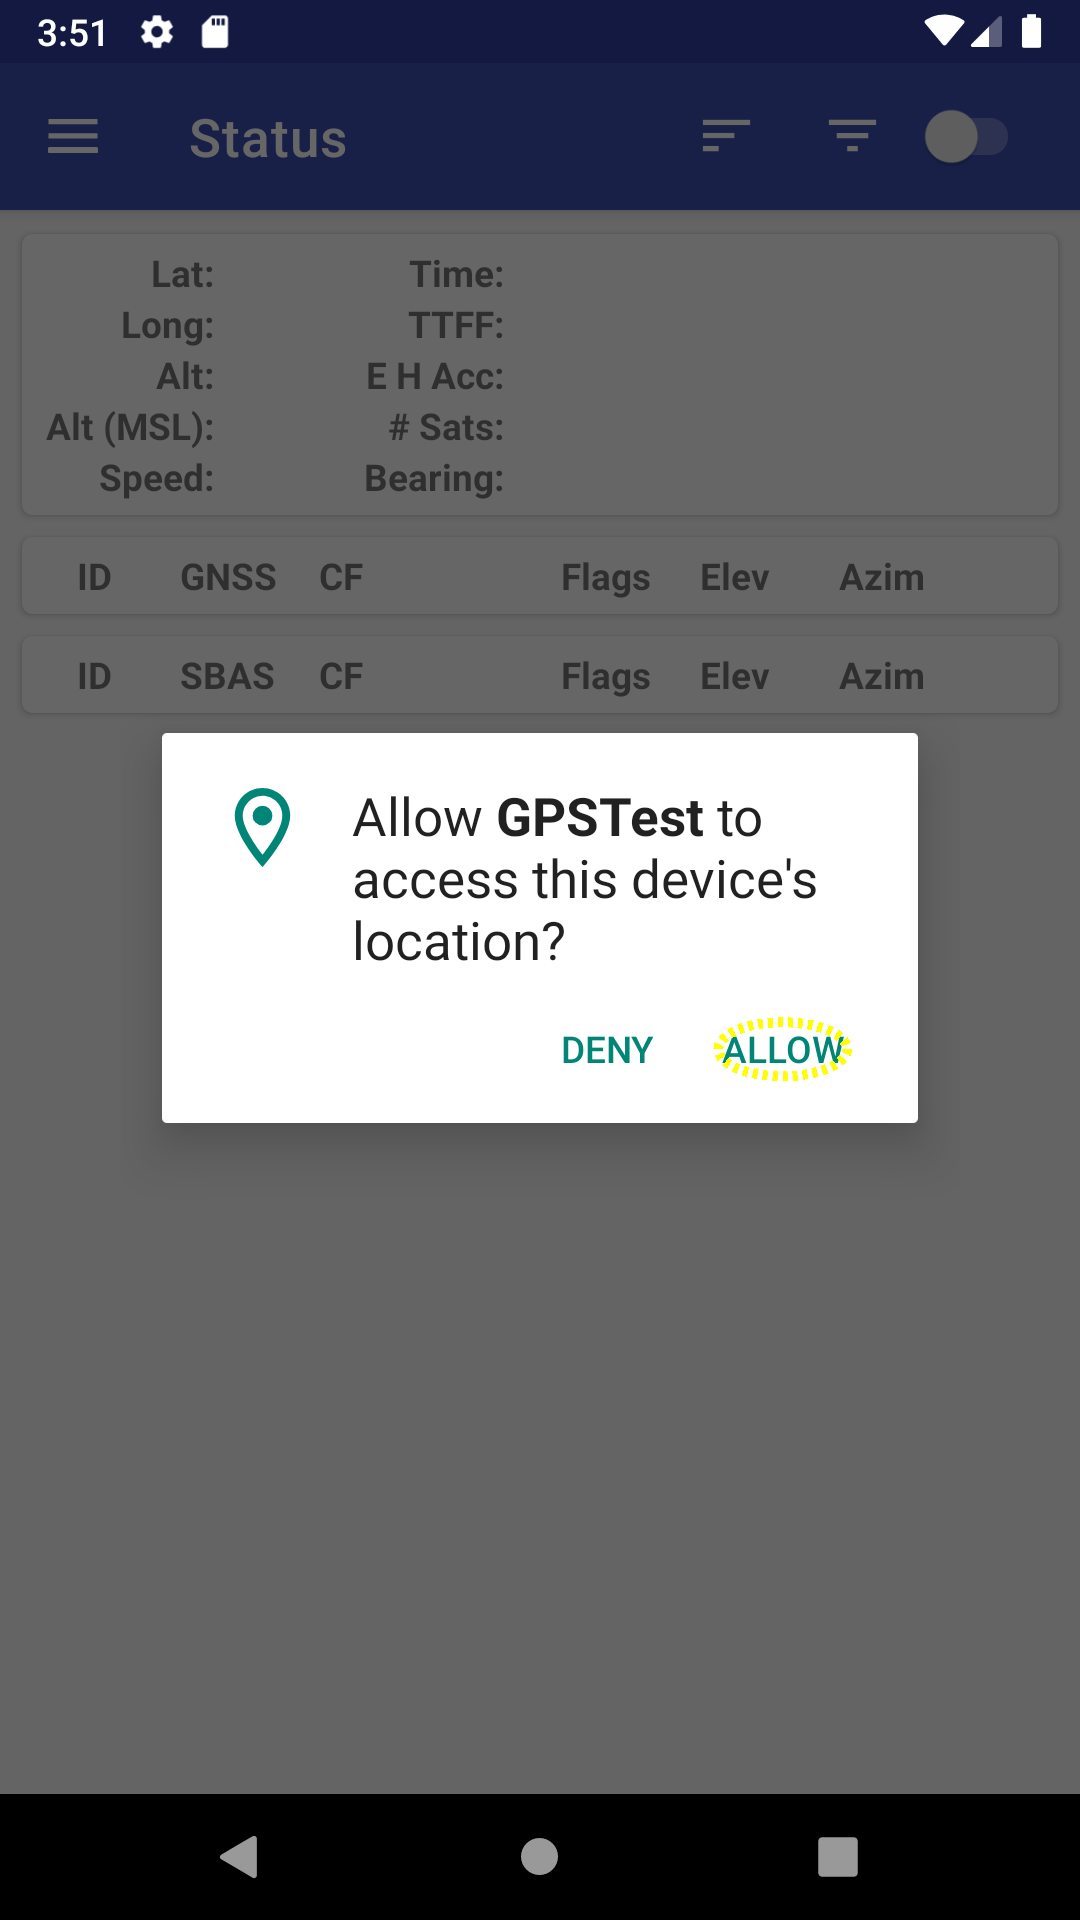 3:51
Status
Lat: Time:
Long: TTFF:
Alt: E H Acc:
Alt (MSL): # Sats:
Speed: Bearing:
ID GNSS CF Flags Elev Azim
ID SBAS CF Flags Elev Azim
Allow GPSTest to
access this device's
location?
DENY ALLOW